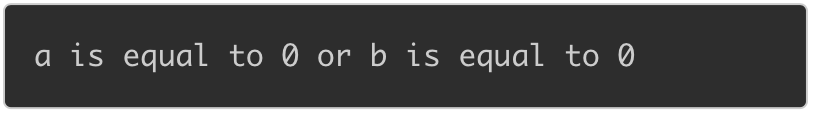 a is equal to 0 or b is equal to 0